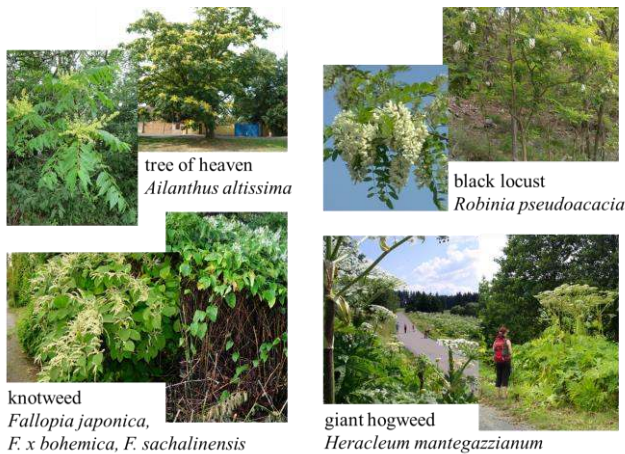 tree of heaven
Ailanthus altissima
black locust
Robinia pseudoacacia
knotweed
Fallopia japonica,
F. x bohemica, F. sachalinensis
giant hogweed
Heracleum mantegazzianum